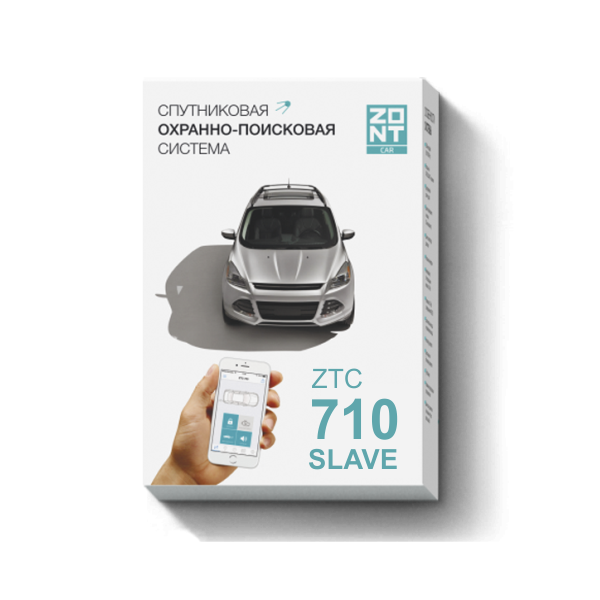 СПУТНИКОВАЯ
ОХРАННО-ПОИСКОВАЯ
СИСТЕМА
ZO
NT
CAR
ZTC
710
SLAVE